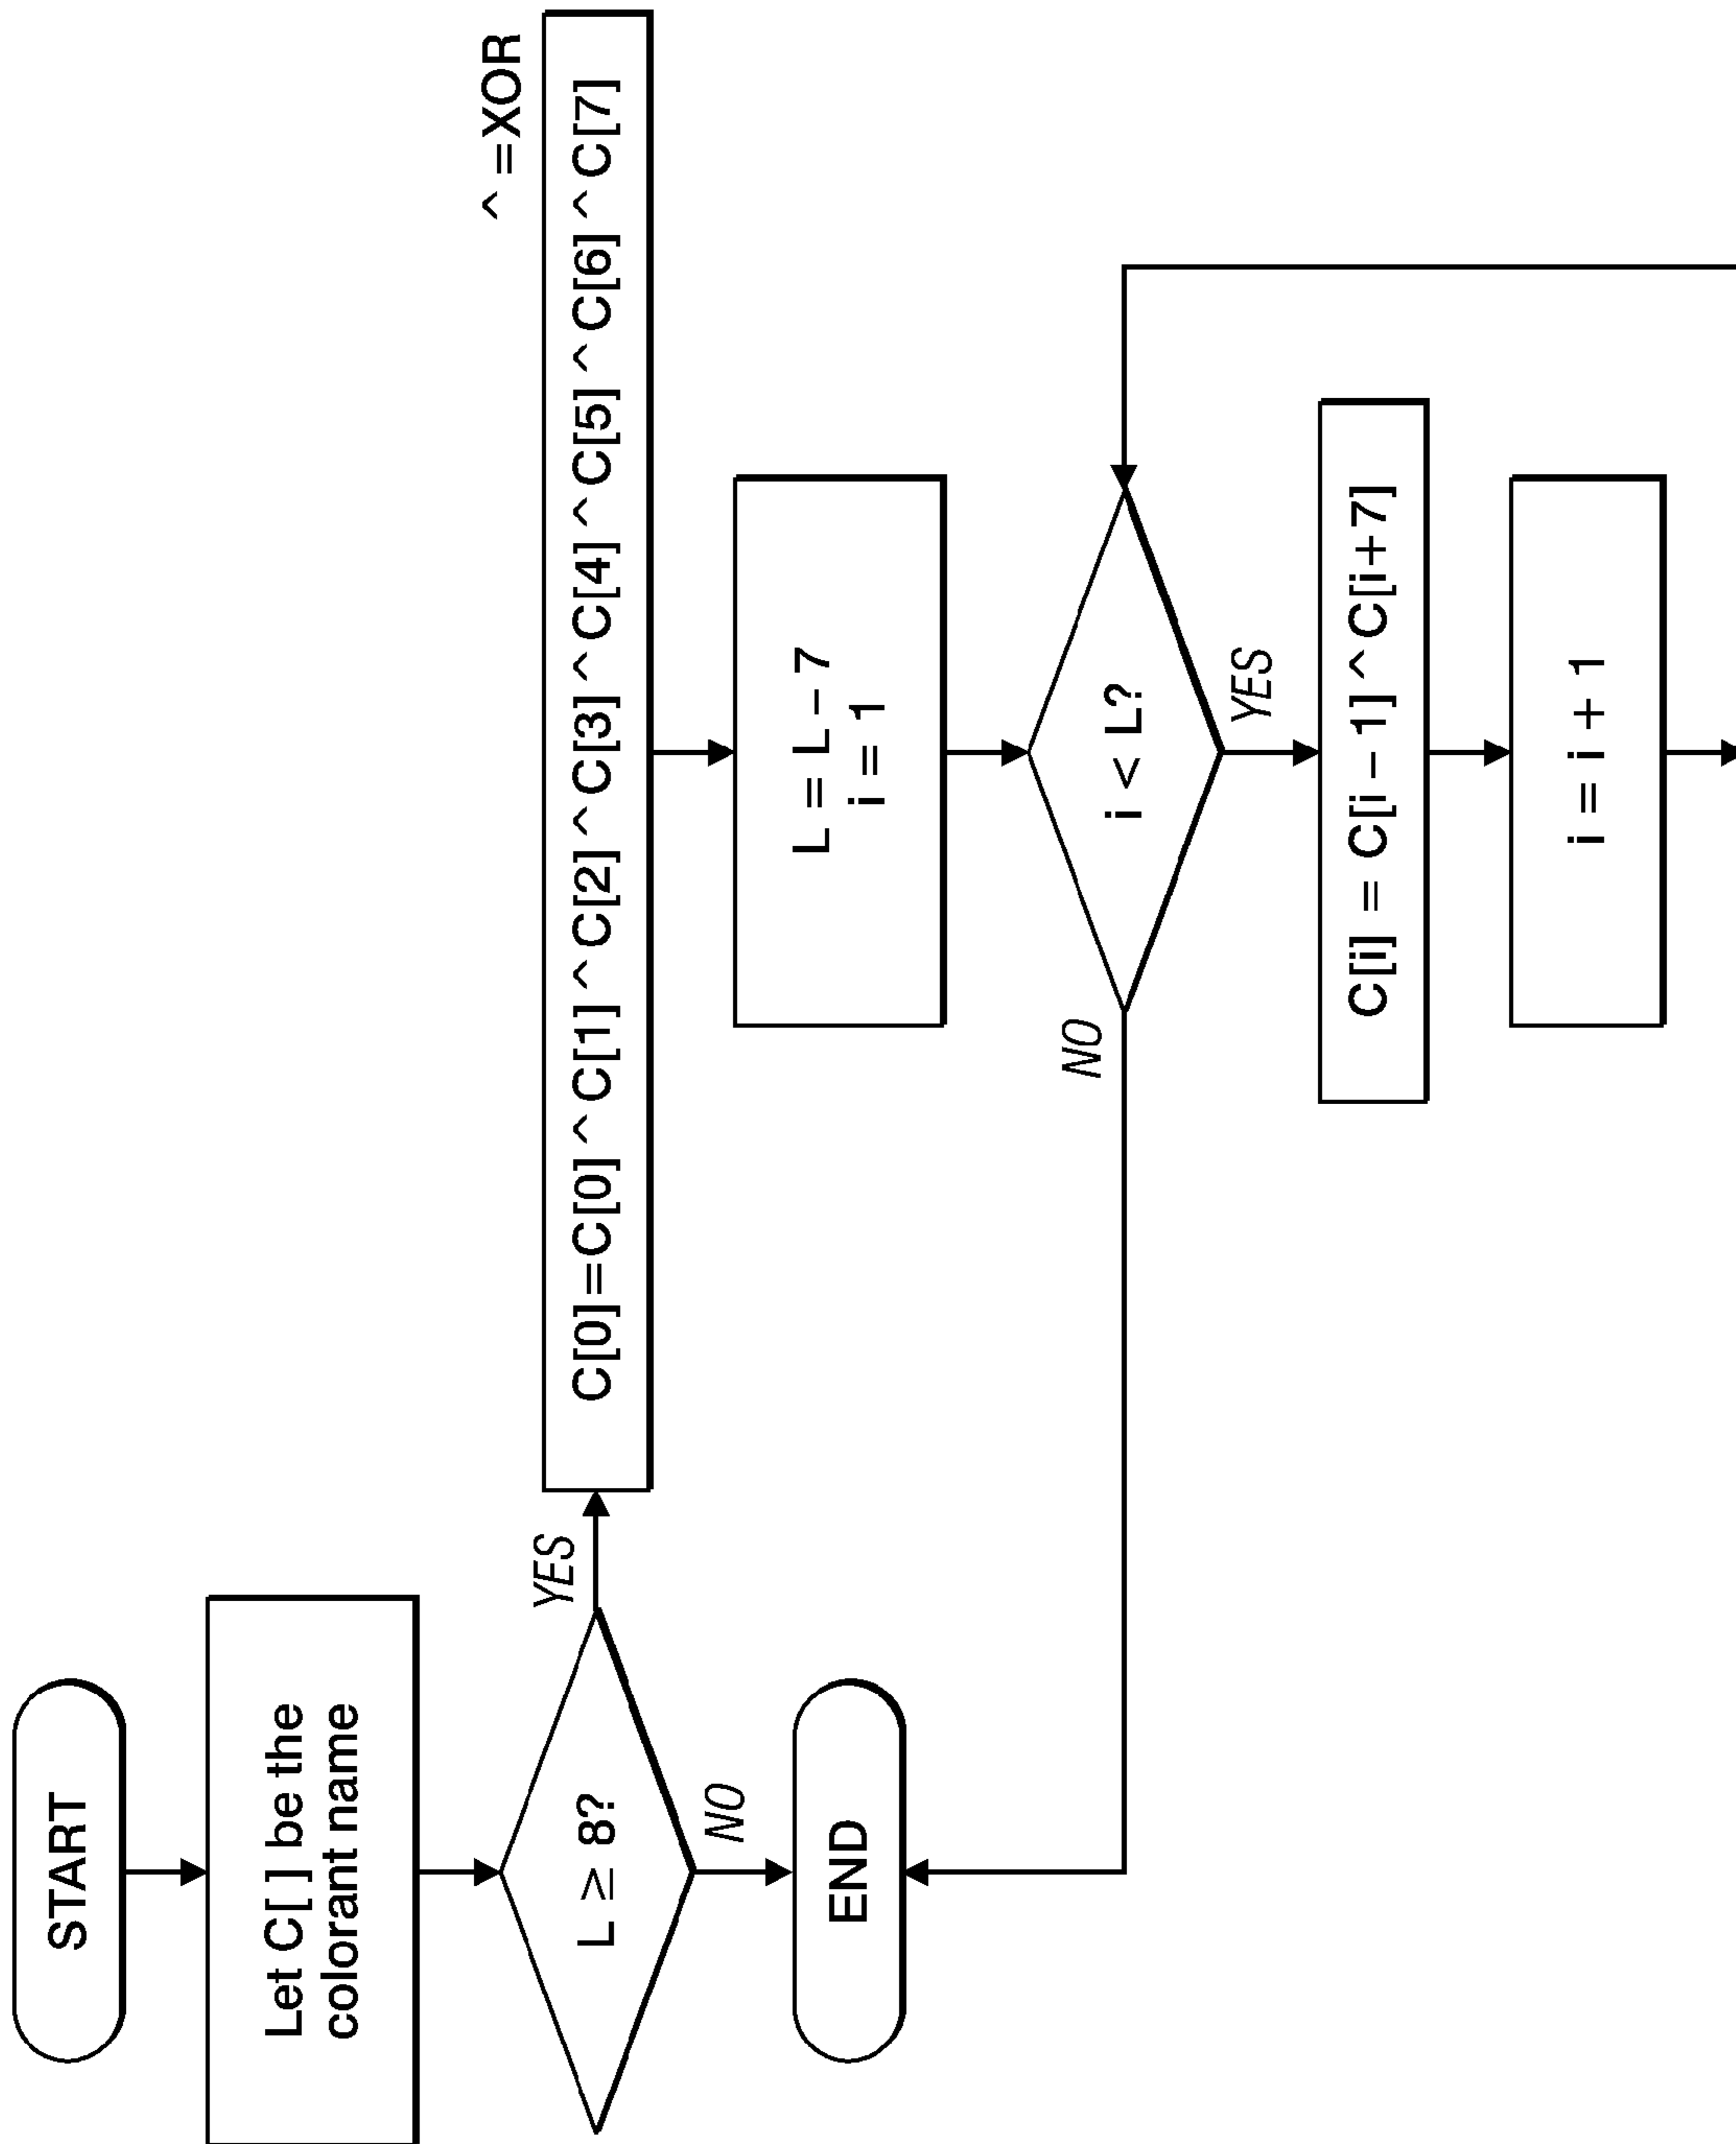 START
Let C[ ] be the
colorant name
L ≥ 8?
YES
NO
END
^ =XOR
C[0]=C[0]^C[1]^C[2]^C[3]^C[4]^C[5]^C[6]^C[7]
L = L – 7
i = 1
i < L?
NO
YES
C[i] = C[i – 1]^C[i+7]
i = i + 1